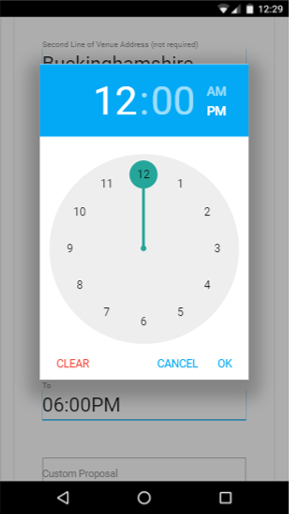 12:29
Second Line of Venue Address (not required)
Buckinghamshire
12:00
AM
PM
12
1
2
3
4
5
6
7
8
9
10
11
CLEAR CANCEL OK
To
06:00PM
Custom Proposal